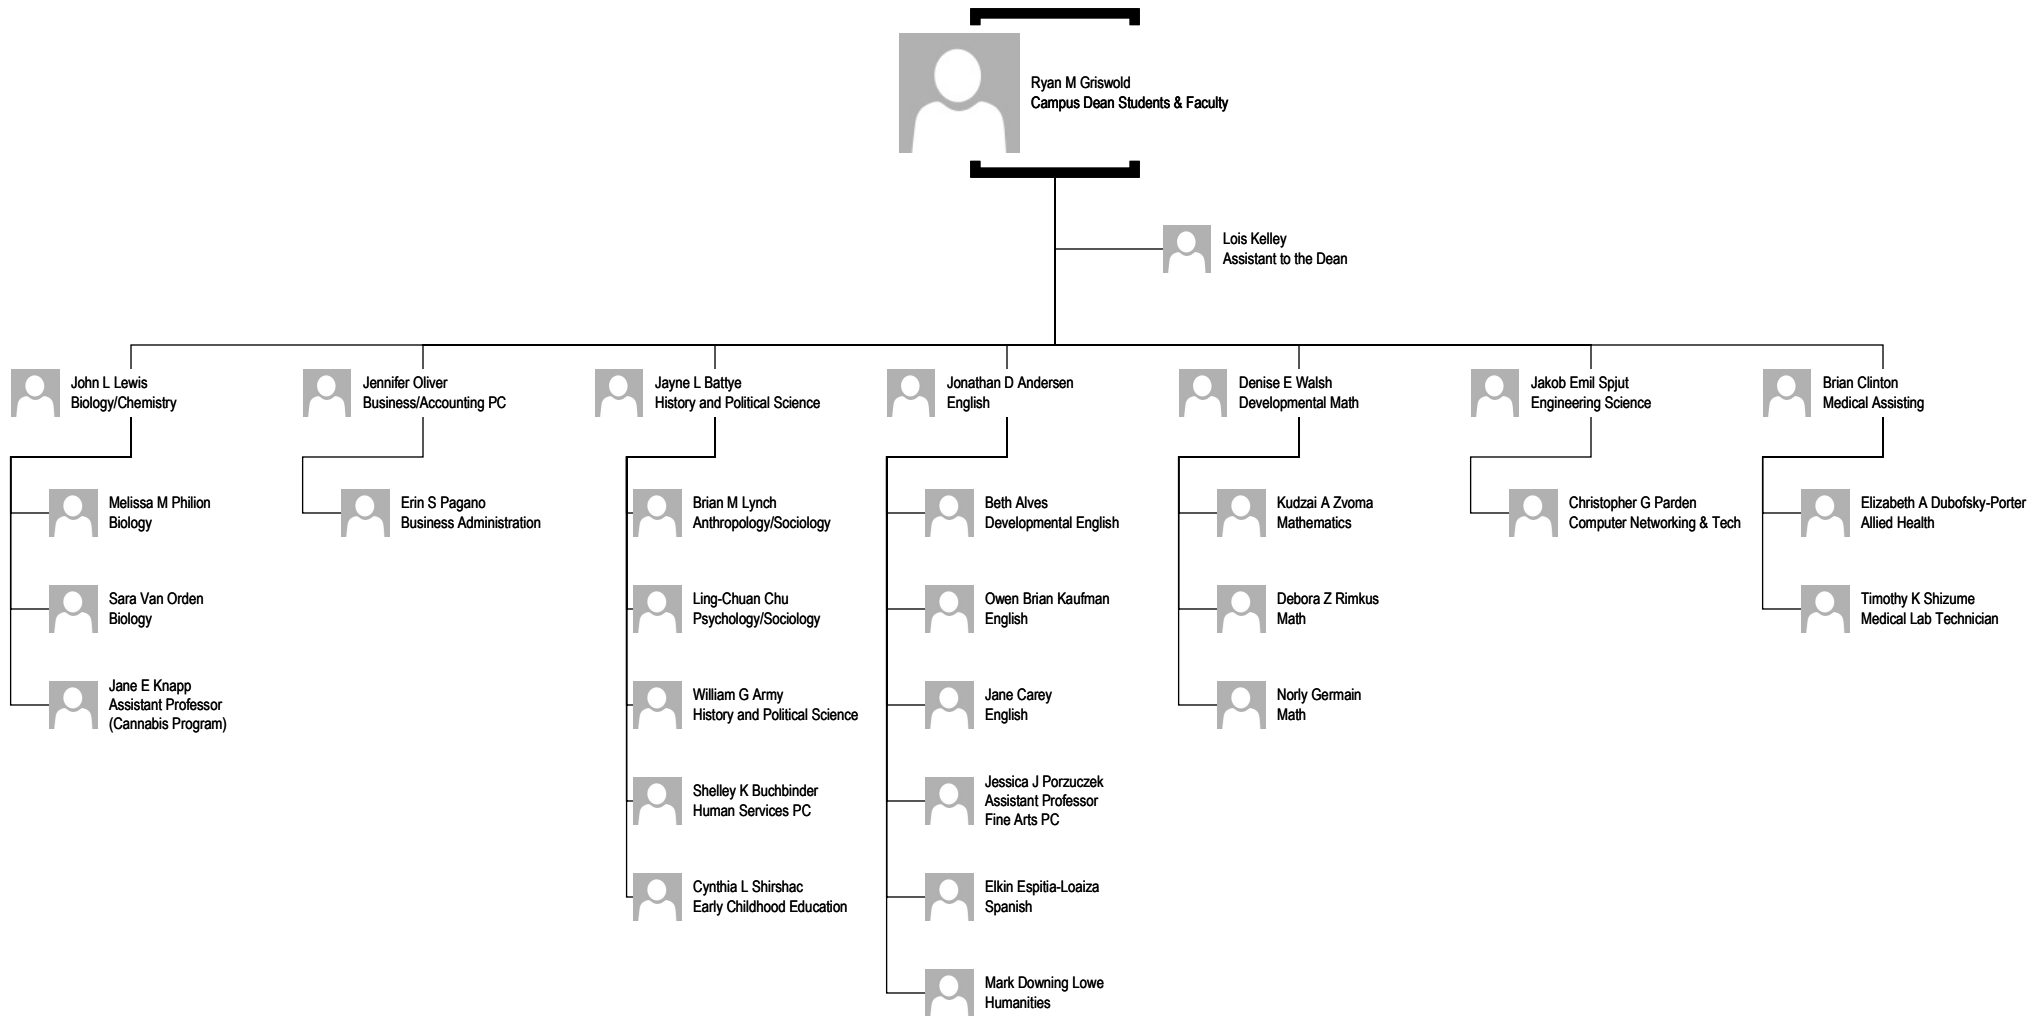 Ryan M Griswold
Campus Dean Students & Faculty
Lois Kelley
Assistant to the Dean
John L Lewis
Biology/Chemistry
Melissa M Philion
Biology
Sara Van Orden
Biology
Jane E Knapp
Assistant Professor
(Cannabis Program)
Jennifer Oliver
Business/Accounting PC
Erin S Pagano
Business Administration
Jayne L Battye
History and Political Science
Brian M Lynch
Anthropology/Sociology
Ling-Chuan Chu
Psychology/Sociology
William G Army
History and Political Science
Shelley K Buchbinder
Human Services PC
Cynthia L Shirshac
Early Childhood Education
Jonathan D Andersen
English
Beth Alves
Developmental English
Owen Brian Kaufman
English
Jane Carey
English
Jessica J Porzuczek
Assistant Professor
Fine Arts PC
Elkin Espitia-Loaiza
Spanish
Mark Downing Lowe
Humanities
Denise E Walsh
Developmental Math
Kudzai A Zvoma
Mathematics
Debora Z Rimkus
Math
Norly Germain
Math
Jakob Emil Spjut
Engineering Science
Christopher G Parden
Computer Networking & Tech
Brian Clinton
Medical Assisting
Elizabeth A Dubofsky-Porter
Allied Health
Timothy K Shizume
Medical Lab Technician